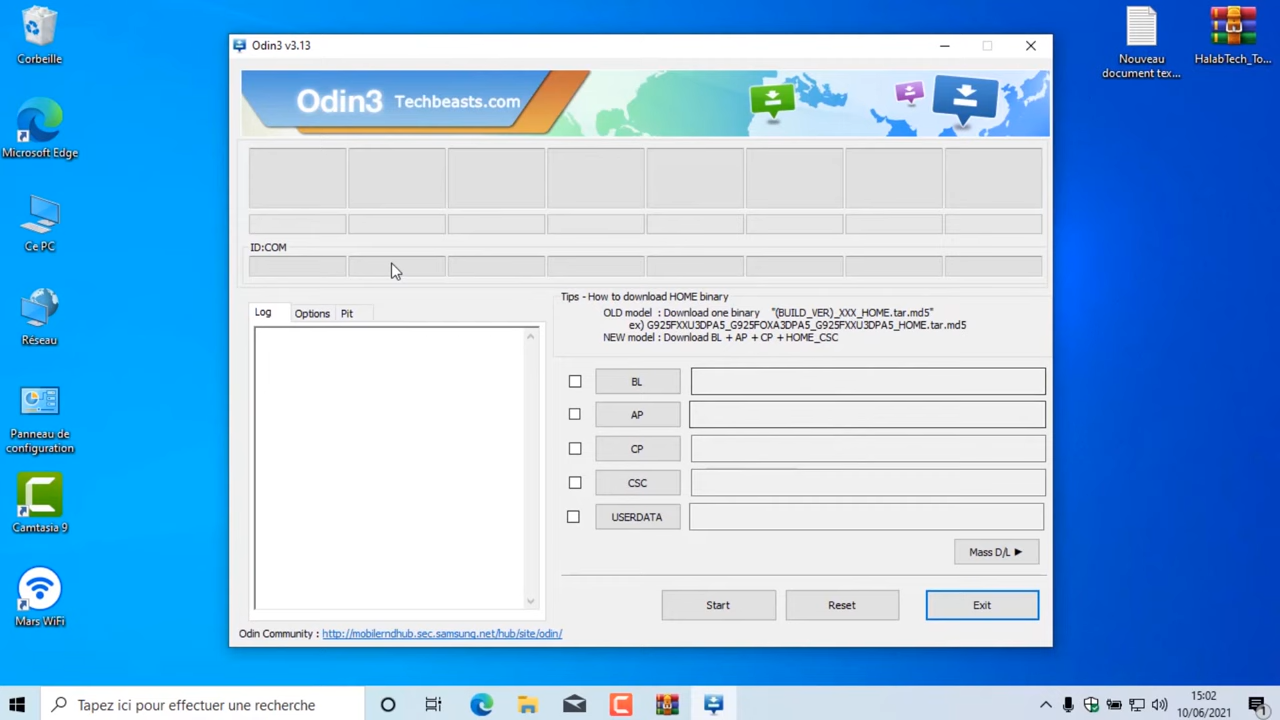 Corbeille
Microsoft Edge
Ce PC
Réseau
Panneau de
configuration
Camtasia 9
Mars WiFi
Nouveau
document tex...
HalabTech_To...
Odin3 v3.13
Odin3 Techbeasts.com
ID:COM
Log
Options
Pit
Tips - How to download HOME binary
OLD model : Download one binary "(BUILD_VER)_XXX_HOME.tar.md5"
ex) G925FXXU3DPA5_G925FOXA3DPA5_G925FXXU3DPA5_HOME.tar.md5
NEW model : Download BL + AP + CP + HOME_CSC
BL
AP
CP
CSC
USERDATA
Mass D/L ▶
Start
Reset
Exit
Odin Community : http://mobilerndhub.sec.samsung.net/hub/site/odin/
Tapez ici pour effectuer une recherche
15:02
10/06/2021
1